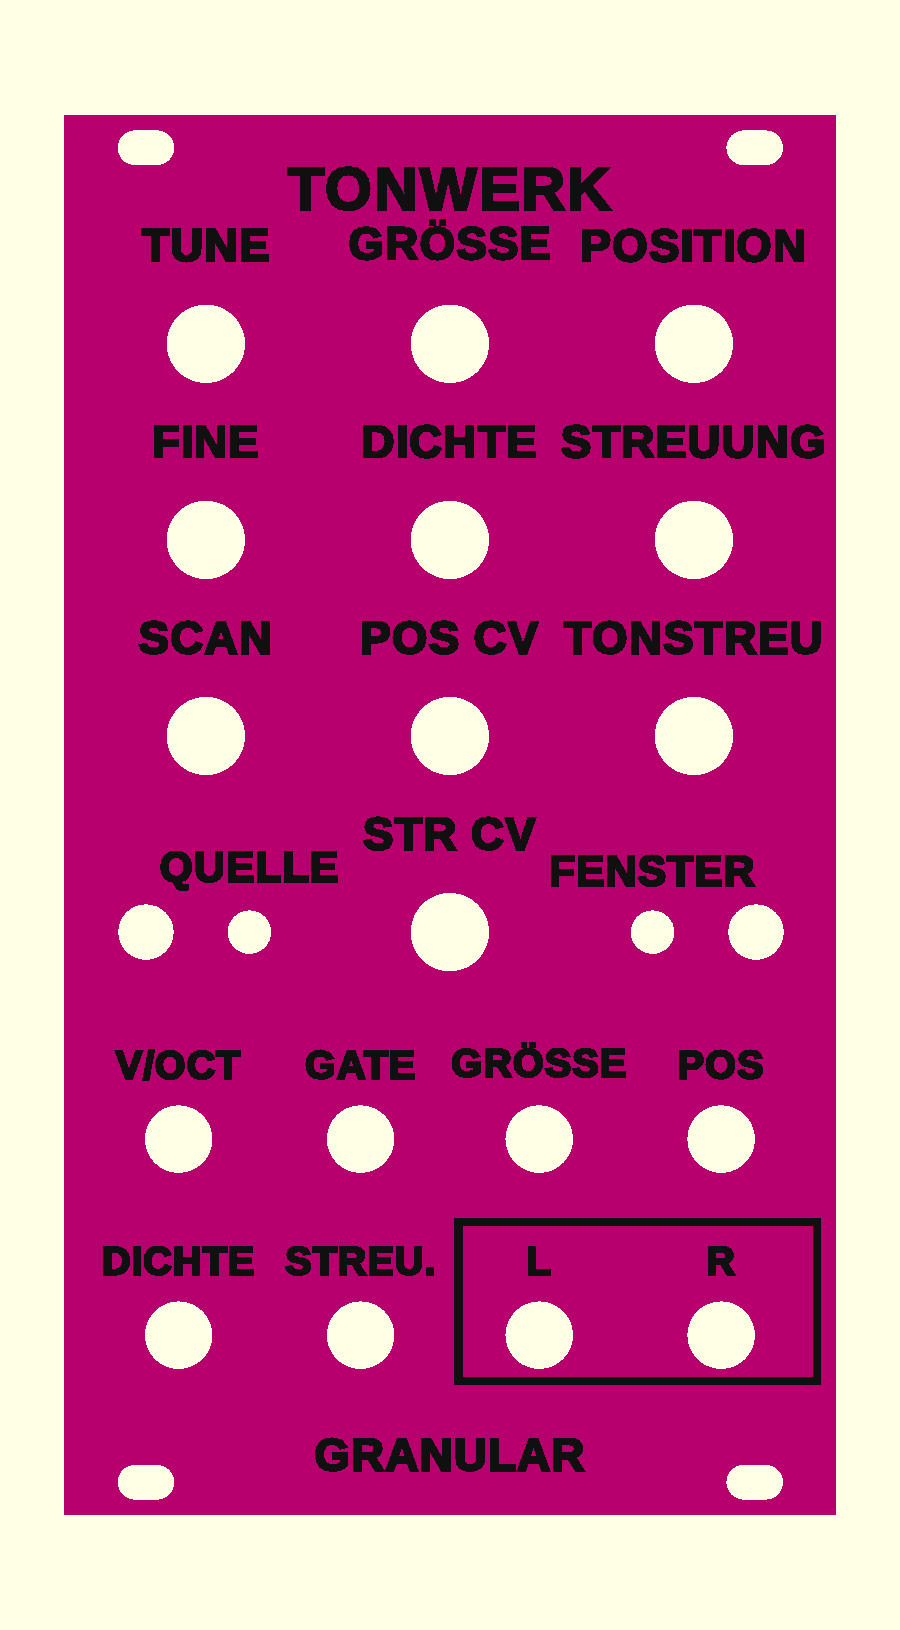 TONWERK
TUNE GRÖSSE POSITION
FINE DICHTE STREUUNG
SCAN POS CV TONSTREU
STR CV
QUELLE FENSTER
V/OCT GATE GRÖSSE POS
DICHTE STREU. L R
GRANULAR